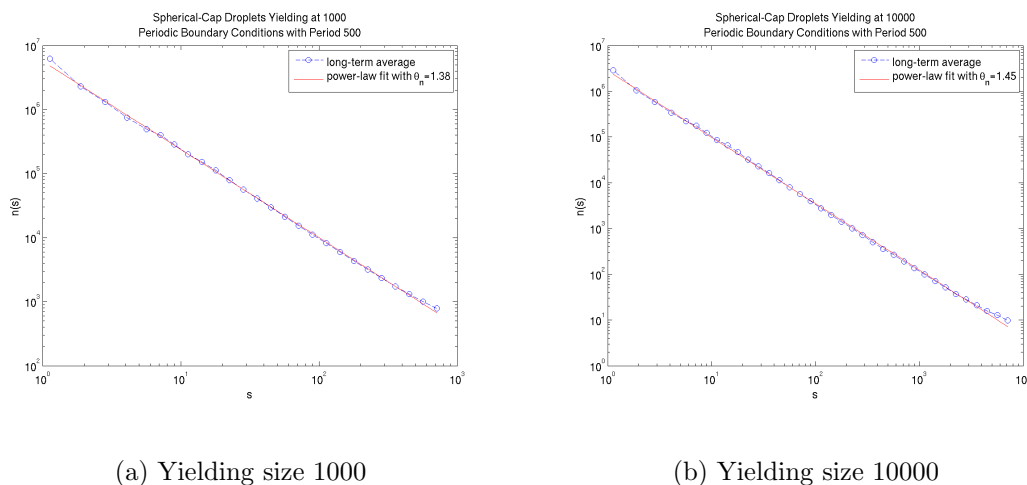 Spherical-Cap Droplets Yielding at 1000
Periodic Boundary Conditions with Period 500
10^7
10^6
10^5
10^4
10^3
10^2
n(s)
10^0
10^1
10^2
10^3
s
long-term average
power-law fit with θ_n=1.38
(a) Yielding size 1000
Spherical-Cap Droplets Yielding at 10000
Periodic Boundary Conditions with Period 500
10^7
10^6
10^5
10^4
10^3
10^2
10^1
10^0
n(s)
10^0
10^1
10^2
10^3
10
s
long-term average
power-law fit with θ_n=1.45
(b) Yielding size 10000